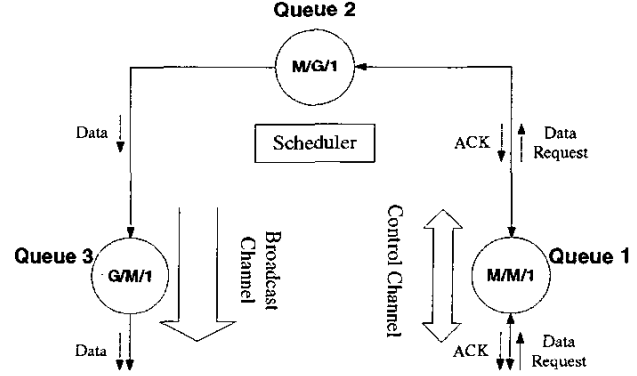 Queue 2
M/G/1
Scheduler
Data
ACK
Data
Request
Queue 3
G/M/1
Broadcast
Channel
Control Channel
Queue 1
M/M/1
Data
ACK
Data
Request